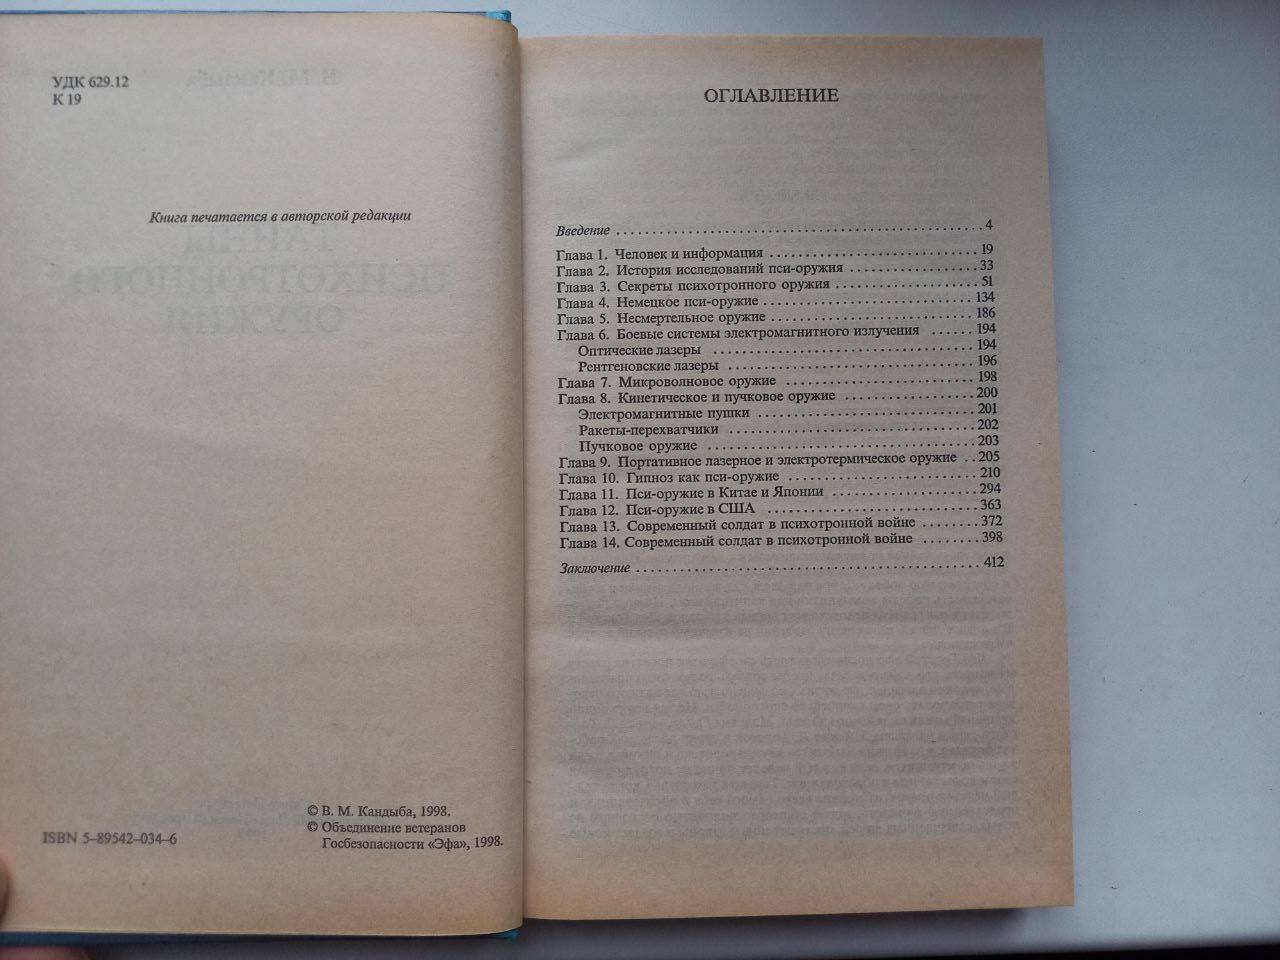 УДК 629.12
К 19
Книга печатается в авторской редакции
© В. М. Кандыба, 1998.
© Объединение ветеранов
Госбезопасности «Эфа», 1998.
ISBN 5–89542–034–6
ОГЛАВЛЕНИЕ
Введение 4
Глава 1. Человек и информация 19
Глава 2. История исследований пси-оружия 33
Глава 3. Секреты психотронного оружия 51
Глава 4. Немецкое пси-оружие 134
Глава 5. Несмертельное оружие 186
Глава 6. Боевые системы электромагнитного излучения 194
Оптические лазеры 194
Рентгеновские лазеры 196
Глава 7. Микроволновое оружие 198
Глава 8. Кинетическое и пучковое оружие 200
Электромагнитные пушки 201
Ракеты-перехватчики 202
Пучковое оружие 203
Глава 9. Портативное лазерное и электротермическое оружие 205
Глава 10. Гипноз как пси-оружие 210
Глава 11. Пси-оружие в Китае и Японии 294
Глава 12. Пси-оружие в США 363
Глава 13. Современный солдат в психотронной войне 372
Глава 14. Современный солдат в психотронной войне 398
Заключение 412